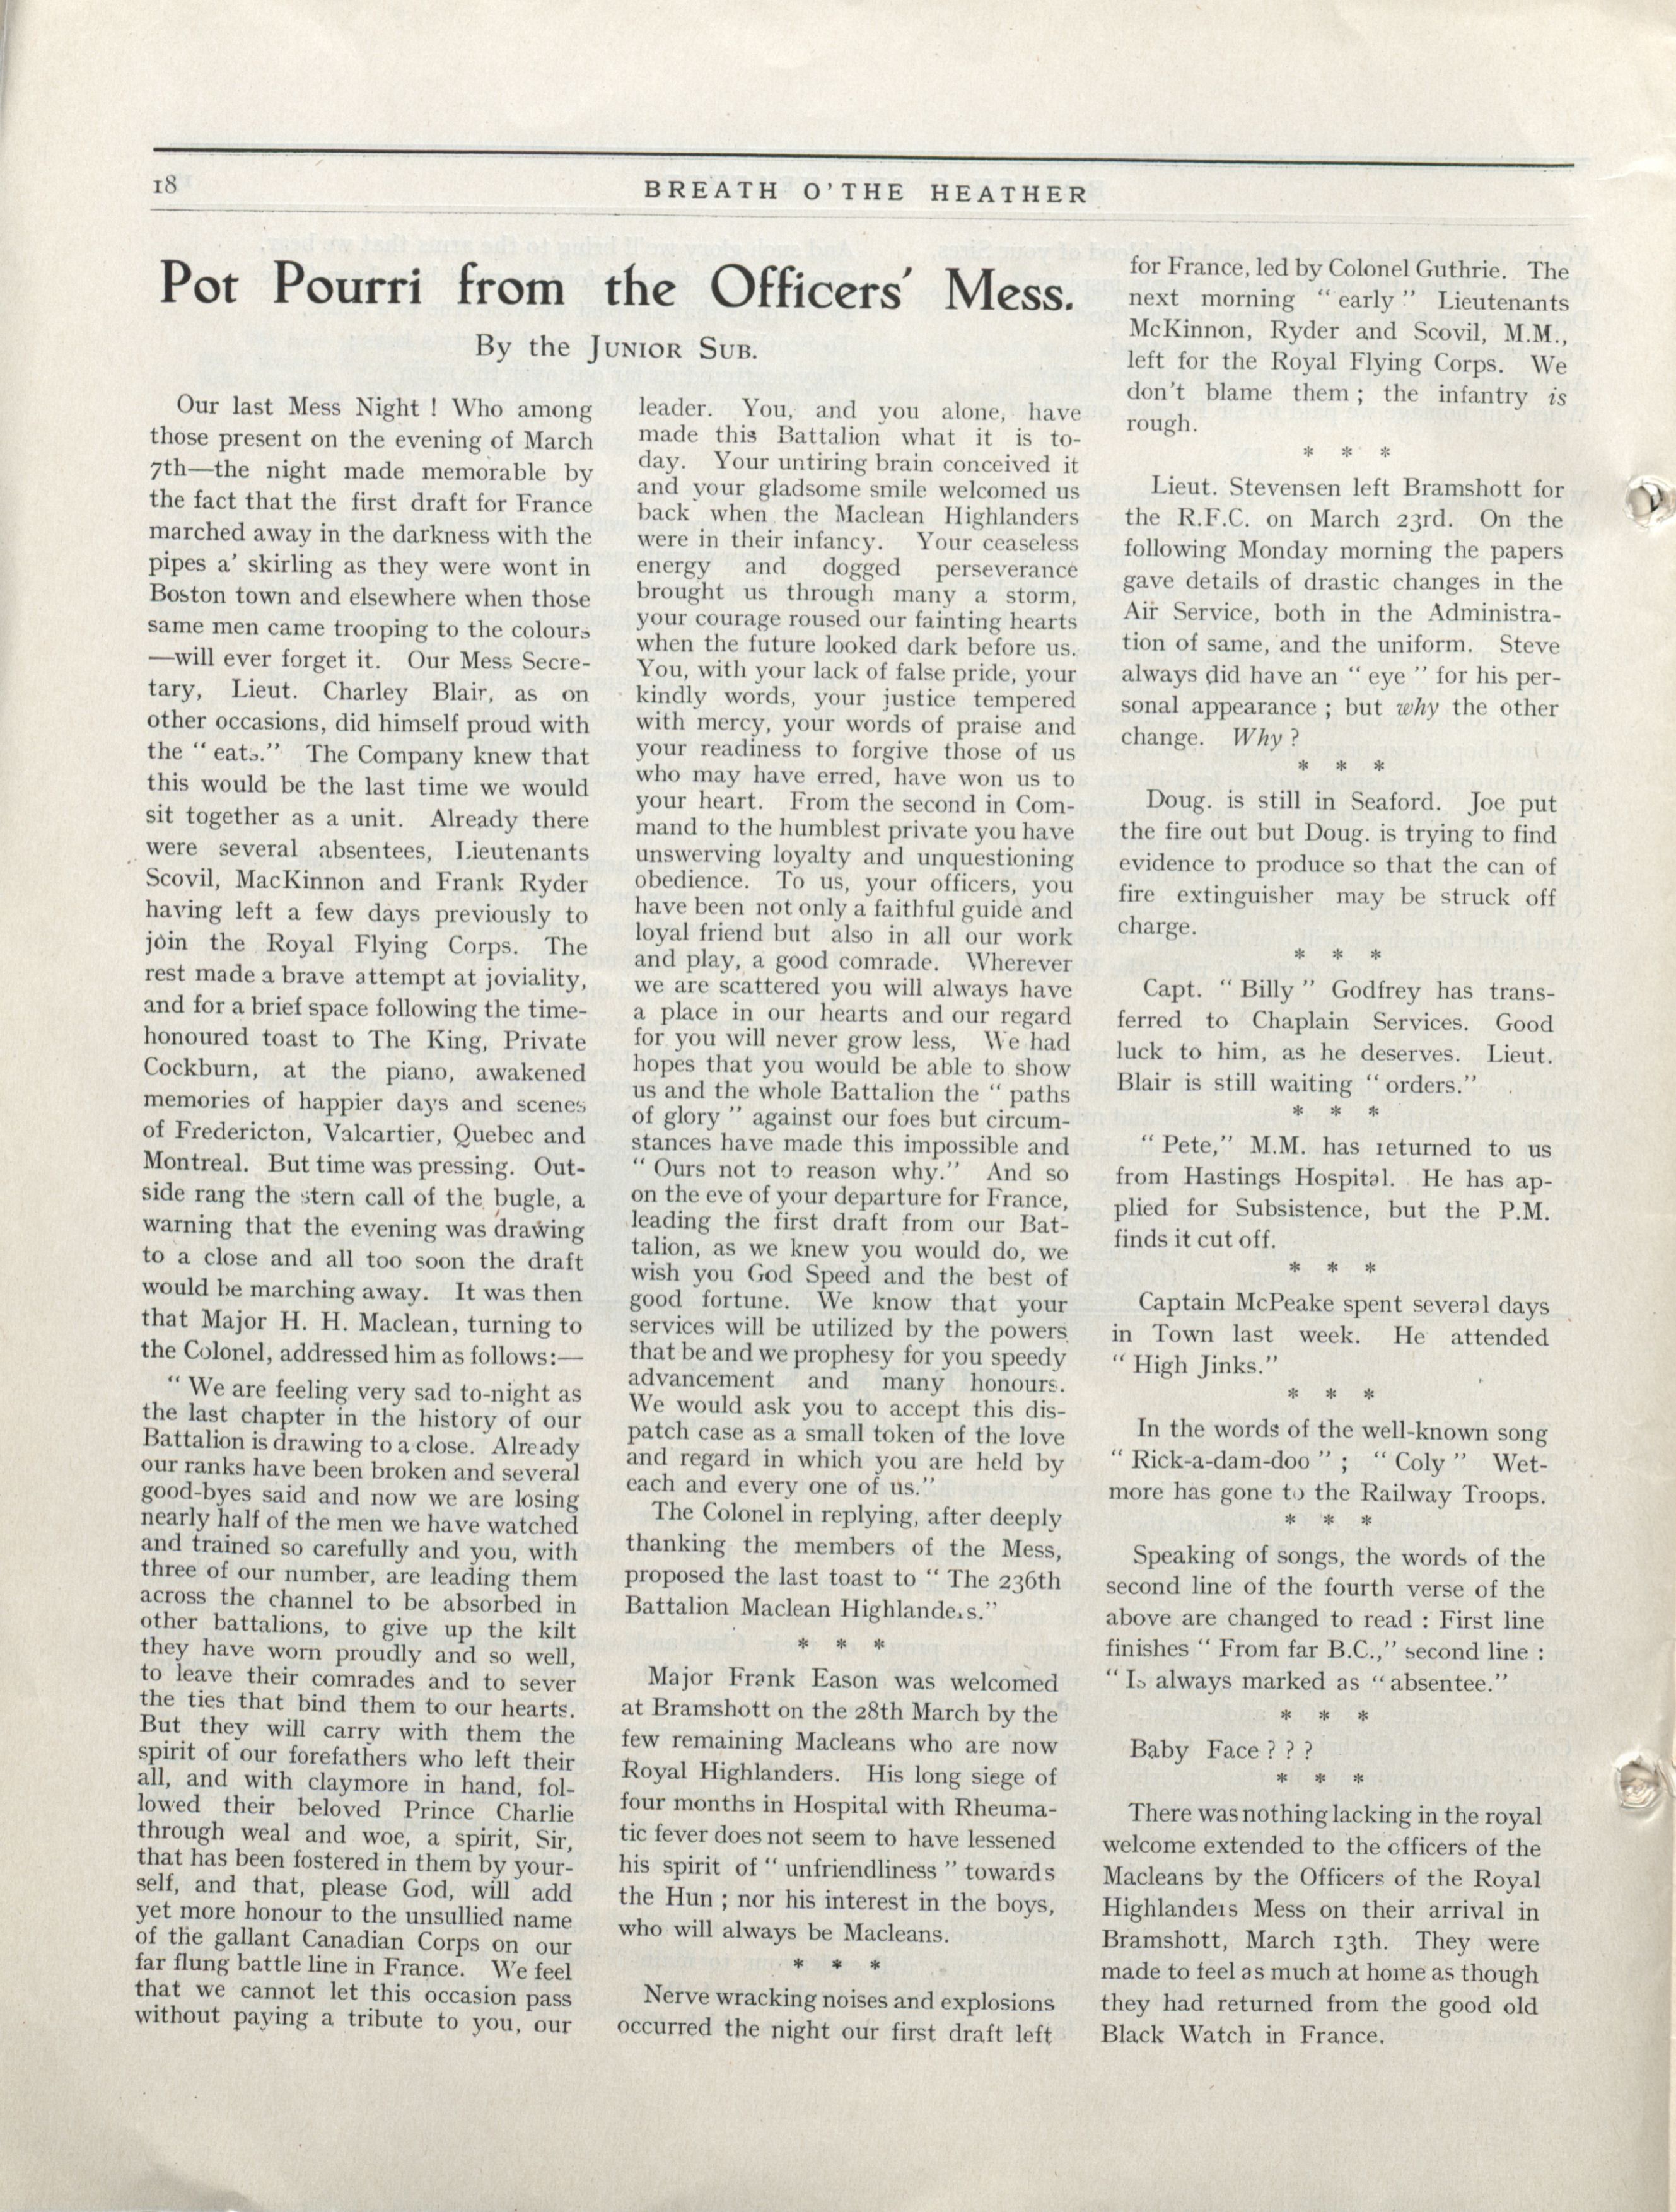 18
BREATH O'THE HEATHER
Pot Pourri from the Officers' Mess.
By the JUNIOR SUB.
Our last Mess Night ! Who among
those present on the evening of March
7th—the night made memorable by
the fact that the first draft for France
marched away in the darkness with the
pipes a' skirling as they were wont in
Boston town and elsewhere when those
same men came trooping to the colours
—will ever forget it. Our Mess Secre-
tary, Lieut. Charley Blair, as on
other occasions, did himself proud with
the " eats." The Company knew that
this would be the last time we would
sit together as a unit. Already there
were several absentees, Lieutenants
Scovil, MacKinnon and Frank Ryder
having left a few days previously to
join the Royal Flying Corps. The
rest made a brave attempt at joviality,
and for a brief space following the time-
honoured toast to The King, Private
Cockburn, at the piano, awakened
memories of happier days and scenes
of Fredericton, Valcartier, Quebec and
Montreal. But time was pressing. Out-
side rang the stern call of the bugle, a
warning that the evening was drawing
to a close and all too soon the draft
would be marching away. It was then
that Major H. H. Maclean, turning to
the Colonel, addressed him as follows:—
" We are feeling very sad to-night as
the last chapter in the history of our
Battalion is drawing to a close. Already
our ranks have been broken and several
good-byes said and now we are losing
nearly half of the men we have watched
and trained so carefully and you, with
three of our number, are leading them
across the channel to be absorbed in
other battalions, to give up the kilt
they have worn proudly and so well,
to leave their comrades and to sever
the ties that bind them to our hearts.
But they will carry with them the
spirit of our forefathers who left their
all, and with claymore in hand, fol-
lowed their beloved Prince Charlie
through weal and woe, a spirit, Sir,
that has been fostered in them by your-
self, and that, please God, will add
yet more honour to the unsullied name
of the gallant Canadian Corps on our
far flung battle line in France. We feel
that we cannot let this occasion pass
without paying a tribute to you, our
leader. You, and you alone, have
made this Battalion what it is to-
day. Your untiring brain conceived it
and your gladsome smile welcomed us
back when the Maclean Highlanders
were in their infancy. Your ceaseless
energy and dogged perseverance
brought us through many a storm,
your courage roused our fainting hearts
when the future looked dark before us.
You, with your lack of false pride, your
kindly words, your justice tempered
with mercy, your words of praise and
your readiness to forgive those of us
who may have erred, have won us to
your heart. From the second in Com-
mand to the humblest private you have
unswerving loyalty and unquestioning
obedience. To us, your officers, you
have been not only a faithful guide and
loyal friend but also in all our work
and play, a good comrade. Wherever
we are scattered you will always have
a place in our hearts and our regard
for you will never grow less, We had
hopes that you would be able to show
us and the whole Battalion the " paths
of glory " against our foes but circum-
stances have made this impossible and
" Ours not to reason why." And so
on the eve of your departure for France,
leading the first draft from our Bat-
talion, as we knew you would do, we
wish you God Speed and the best of
good fortune. We know that your
services will be utilized by the powers
that be and we prophesy for you speedy
advancement and many honours.
We would ask you to accept this dis-
patch case as a small token of the love
and regard in which you are held by
each and every one of us."
The Colonel in replying, after deeply
thanking the members of the Mess,
proposed the last toast to " The 236th
Battalion Maclean Highlanders."
* * *
Major Frank Eason was welcomed
at Bramshott on the 28th March by the
few remaining Macleans who are now
Royal Highlanders. His long siege of
four months in Hospital with Rheuma-
tic fever does not seem to have lessened
his spirit of " unfriendliness " towards
the Hun ; nor his interest in the boys,
who will always be Macleans.
* * *
Nerve wracking noises and explosions
occurred the night our first draft left
for France, led by Colonel Guthrie. The
next morning " early " Lieutenants
McKinnon, Ryder and Scovil, M.M.,
left for the Royal Flying Corps. We
don't blame them ; the infantry is
rough.
* * *
Lieut. Stevensen left Bramshott for
the R.F.C. on March 23rd. On the
following Monday morning the papers
gave details of drastic changes in the
Air Service, both in the Administra-
tion of same, and the uniform. Steve
always did have an " eye " for his per-
sonal appearance ; but why the other
change. Why ?
* * *
Doug. is still in Seaford. Joe put
the fire out but Doug. is trying to find
evidence to produce so that the can of
fire extinguisher may be struck off
charge.
* * *
Capt. " Billy " Godfrey has trans-
ferred to Chaplain Services. Good
luck to him, as he deserves. Lieut.
Blair is still waiting " orders."
* * *
" Pete," M.M. has returned to us
from Hastings Hospital. He has ap-
plied for Subsistence, but the P.M.
finds it cut off.
* * *
Captain McPeake spent several days
in Town last week. He attended
" High Jinks."
* * *
In the words of the well-known song
" Rick-a-dam-doo " ; " Coly " Wet-
more has gone to the Railway Troops.
* * *
Speaking of songs, the words of the
second line of the fourth verse of the
above are changed to read : First line
finishes " From far B.C.," second line :
" Is always marked as " absentee."
* * *
Baby Face ? ? ?
* * *
There was nothing lacking in the royal
welcome extended to the officers of the
Macleans by the Officers of the Royal
Highlanders Mess on their arrival in
Bramshott, March 13th. They were
made to feel as much at home as though
they had returned from the good old
Black Watch in France.